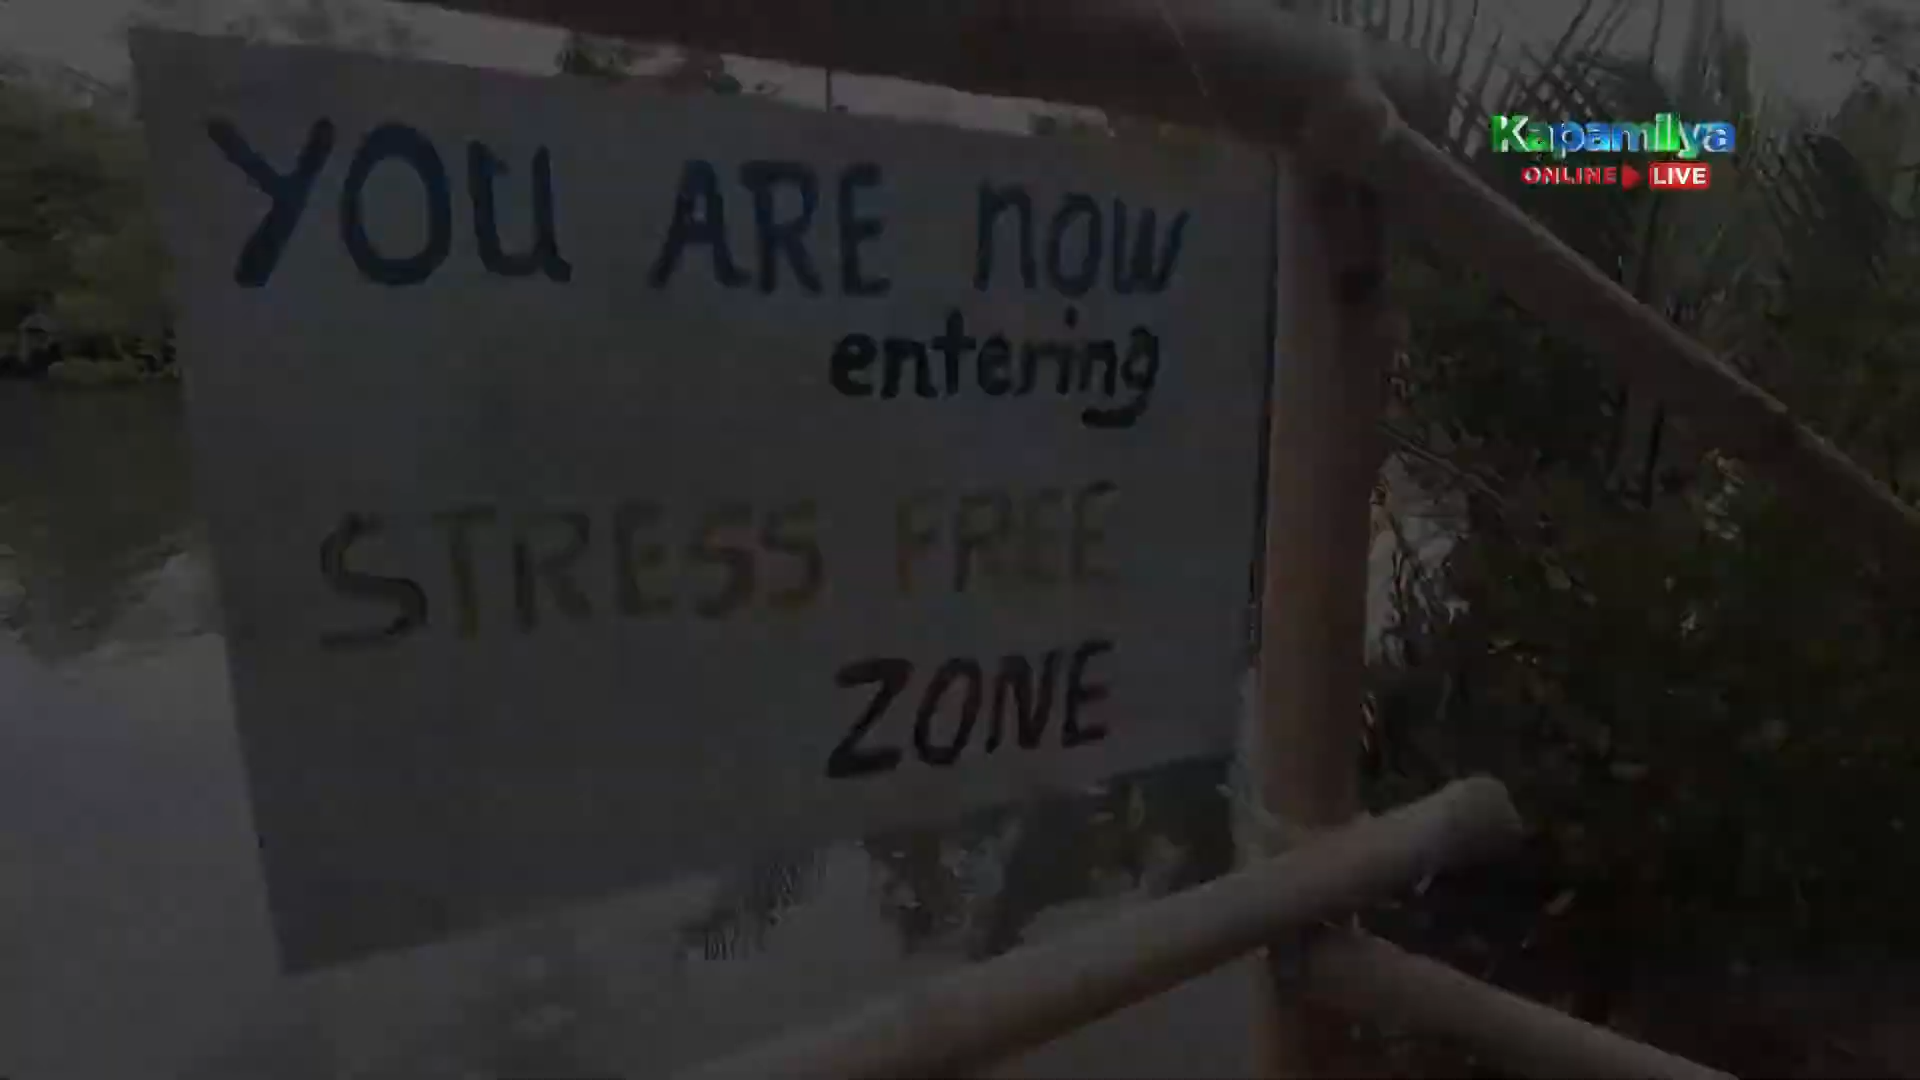 YOU ARE NOW
entering
STRESS FREE
ZONE
Kapamilya
ONLINE LIVE